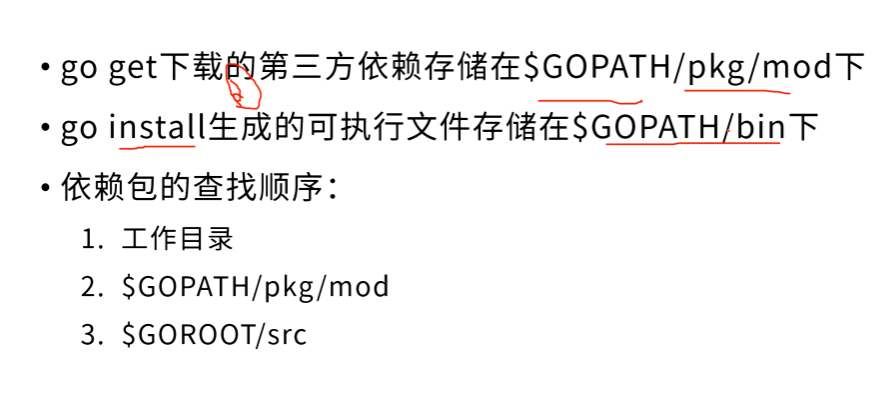 • go get下载的第三方依赖存储在$GOPATH/pkg/mod下
• go install生成的可执行文件存储在$GOPATH/bin下
• 依赖包的查找顺序：
1. 工作目录
2. $GOPATH/pkg/mod
3. $GOROOT/src